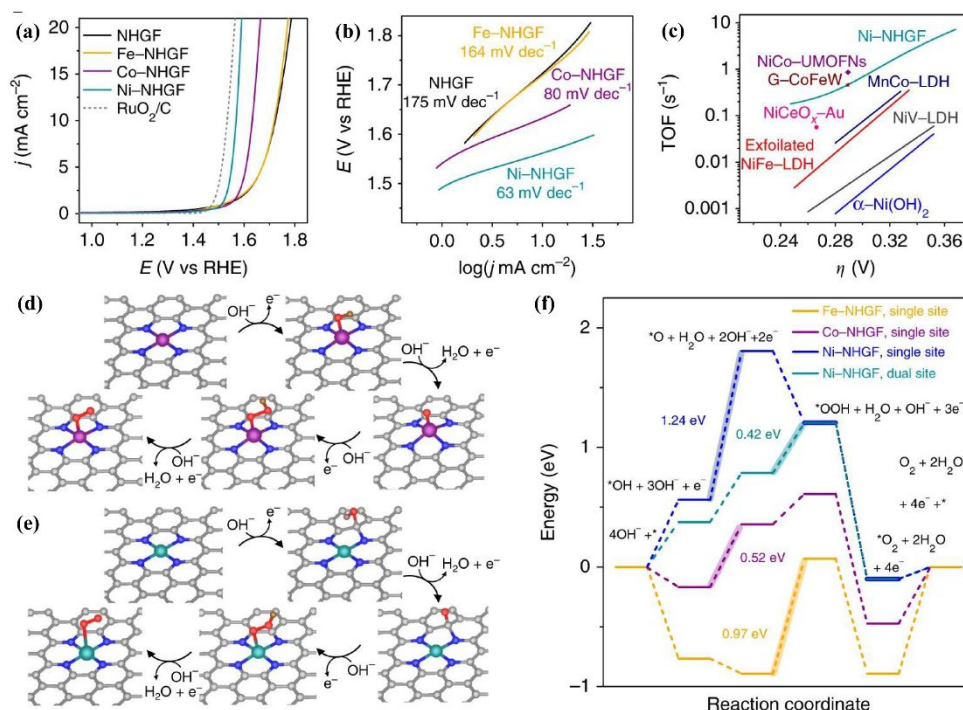 (a)
NHGF
Fe–NHGF
Co–NHGF
Ni–NHGF
RuO₂/C
j (mA cm⁻²)
20
15
10
5
0
1.0 1.2 1.4 1.6 1.8
E (V vs RHE)
(b)
Fe–NHGF
164 mV dec⁻¹
NHGF
175 mV dec⁻¹
Co–NHGF
80 mV dec⁻¹
Ni–NHGF
63 mV dec⁻¹
E (V vs RHE)
1.8
1.7
1.6
1.5
0.0 0.5 1.0 1.5 2.0
log(j mA cm⁻²)
(c)
Ni–NHGF
NiCo–UMOFNs
G–CoFeW
MnCo–LDH
NiCeOₓ–Au
NiV–LDH
Exfoliated
NiFe–LDH
α–Ni(OH)₂
TOF (s⁻¹)
10
1
0.1
0.01
0.001
0.20 0.24 0.28 0.32 0.36
η (V)
(d)
OH⁻ e⁻
OH⁻ H₂O + e⁻
e⁻ OH⁻
OH⁻
H₂O + e⁻
(e)
OH⁻ e⁻
OH⁻ H₂O + e⁻
e⁻ OH⁻
OH⁻
H₂O + e⁻
(f)
Fe–NHGF, single site
Co–NHGF, single site
Ni–NHGF, single site
Ni–NHGF, dual site
*O + H₂O + 2OH⁻+2e⁻
*OOH + H₂O + OH⁻ + 3e⁻
1.24 eV
0.42 eV
*OH + 3OH⁻ + e⁻
O₂ + 2H₂O
+ 4e⁻ +*
4OH⁻ +*
0.52 eV
*O₂ + 2H₂O
+ 4e⁻
0.97 eV
Energy (eV)
2
1
0
−1
Reaction coordinate